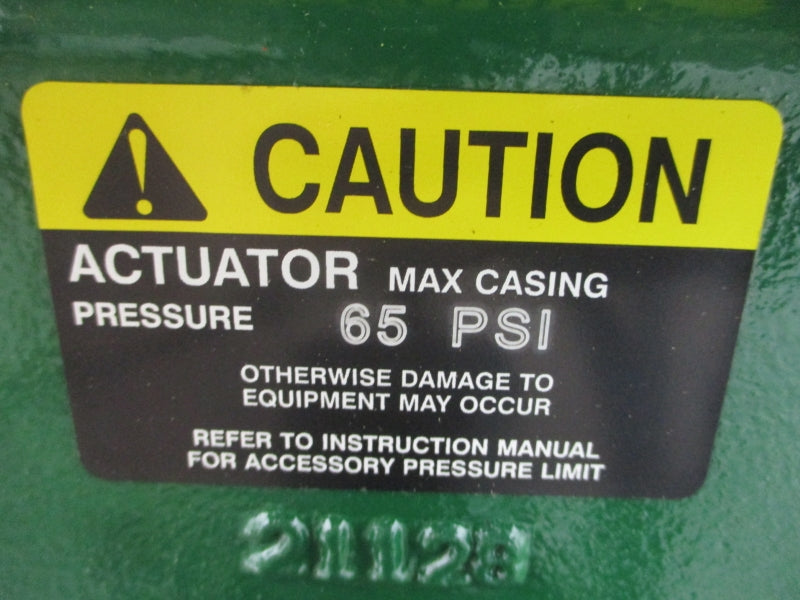 CAUTION
ACTUATOR MAX CASING
PRESSURE 65 PSI
OTHERWISE DAMAGE TO
EQUIPMENT MAY OCCUR
REFER TO INSTRUCTION MANUAL
FOR ACCESSORY PRESSURE LIMIT